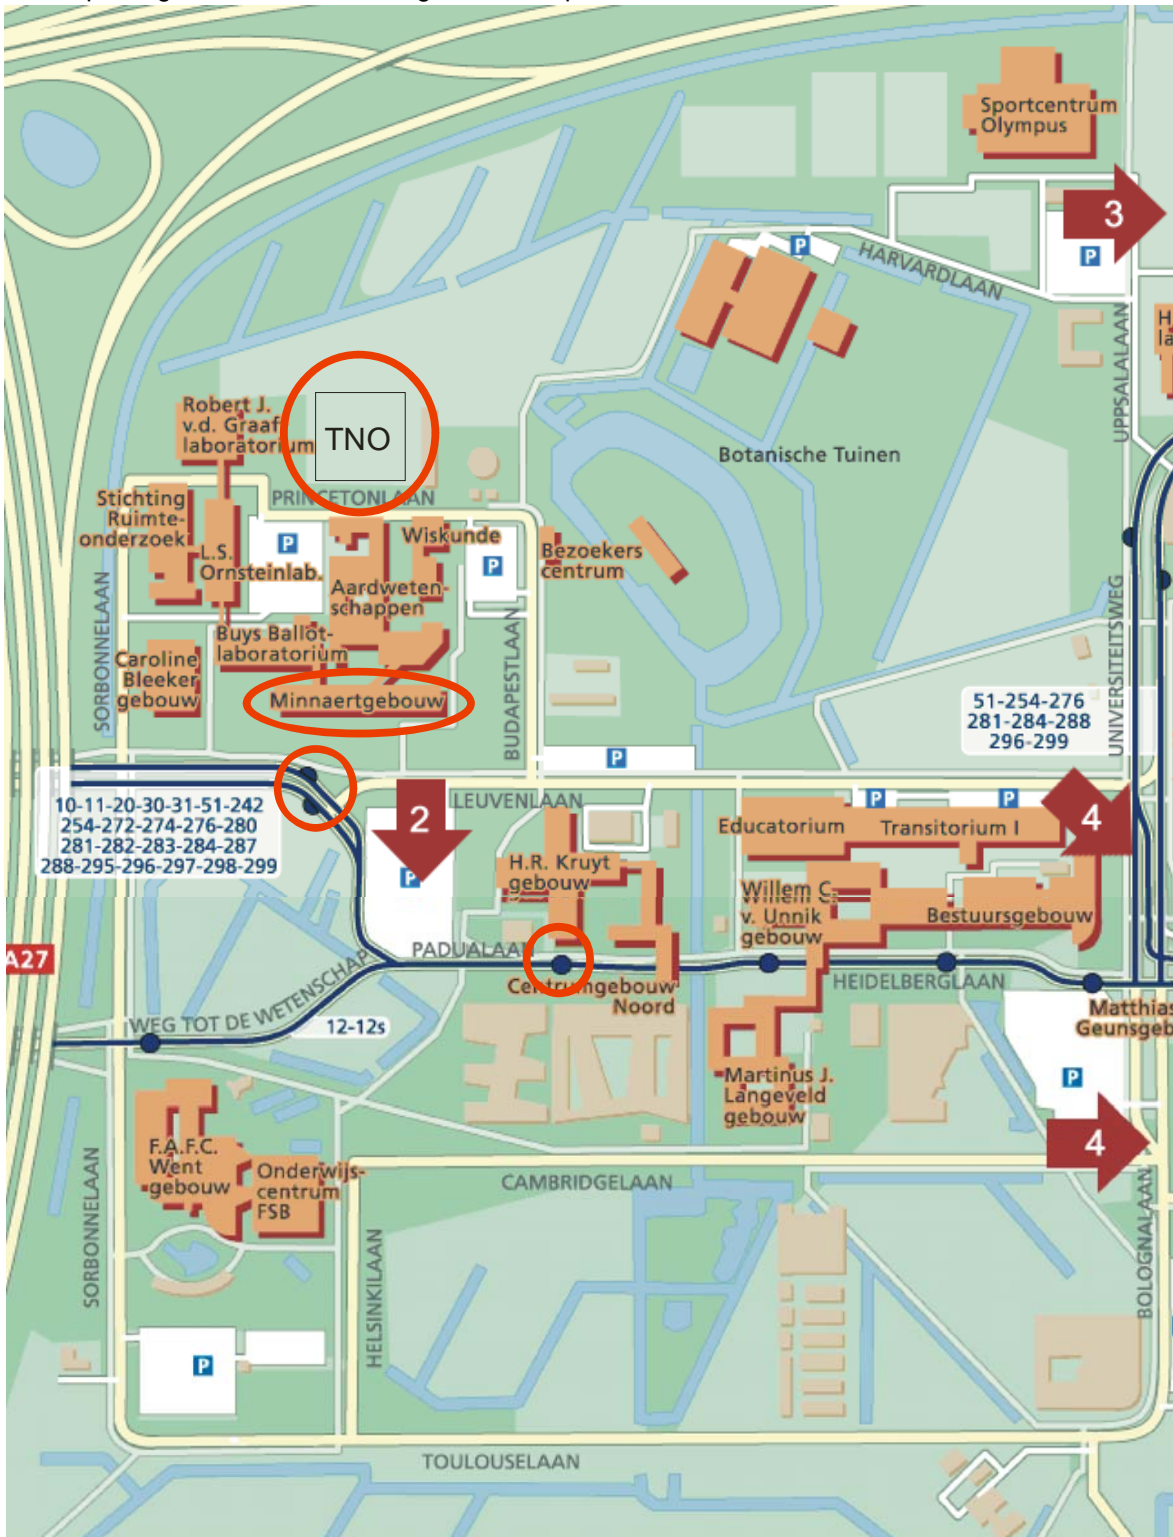 Sportcentrum
Olympus
3
P
P
HARVARDLAAN
UPPSALALAAN
H
la
Robert J.
v.d. Graaf
laboratorium
TNO
Botanische Tuinen
PRINCETONLAAN
Stichting
Ruimte-
onderzoek
L.S.
Ornsteinlab.
P
Wiskunde
P
Bezoekers
centrum
Aardweten-
schappen
SORBONNELAAN
Buys Ballot-
laboratorium
Caroline
Bleeker
gebouw
Minnaertgebouw
BUDAPESTLAAN
UNIVERSITEITSWEG
51-254-276
281-284-288
296-299
P
10-11-20-30-31-51-242
254-272-274-276-280
281-282-283-284-287
288-295-296-297-298-299
2
P
LEUVENLAAN
P
P
4
Educatorium
Transitorium I
H.R. Kruyt
gebouw
Willem C.
v. Unnik
gebouw
Bestuursgebouw
A27
PADUALAAN
WEG TOT DE WETENSCHAP
12-12s
Centrumgebouw
Noord
HEIDELBERGLAAN
Matthias
Geunsgeb
P
Martinus J.
Langeveld
gebouw
4
F.A.F.C.
Went
gebouw
Onderwijs-
centrum
FSB
CAMBRIDGELAAN
SORBONNELAAN
HELSINKILAAN
BOLOGNALAAN
P
TOULOUSELAAN